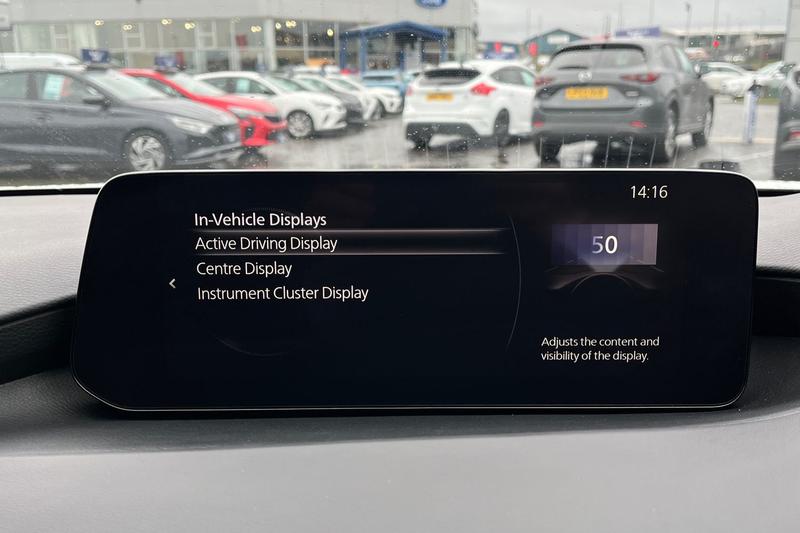 Ford
14:16
In-Vehicle Displays
Active Driving Display
Centre Display
Instrument Cluster Display
50
Adjusts the content and
visibility of the display.